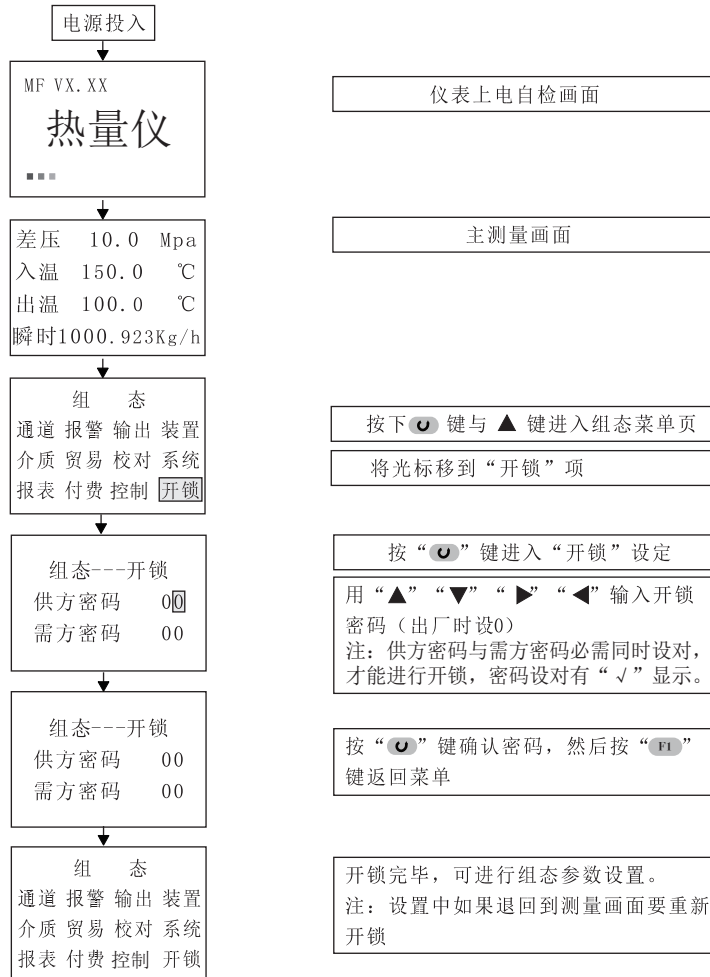 电源投入
MF VX.XX
热量仪
仪表上电自检画面
差压 10.0 Mpa
入温 150.0 ℃
出温 100.0 ℃
瞬时1000.923Kg/h
主测量画面
组 态
通道 报警 输出 装置
介质 贸易 校对 系统
报表 付费 控制 开锁
按下 键与 ▲ 键进入组态菜单页
将光标移到“开锁”项
组态---开锁
供方密码 00
需方密码 00
按“ ”键进入“开锁”设定
用“▲”“▼”“▶”“◀”输入开锁
密码（出厂时设0）
注：供方密码与需方密码必需同时设对，
才能进行开锁，密码设对有“√”显示。
组态---开锁
供方密码 00
需方密码 00
按“ ”键确认密码，然后按“F1”
键返回菜单
组 态
通道 报警 输出 装置
介质 贸易 校对 系统
报表 付费 控制 开锁
开锁完毕，可进行组态参数设置。
注：设置中如果退回到测量画面要重新
开锁